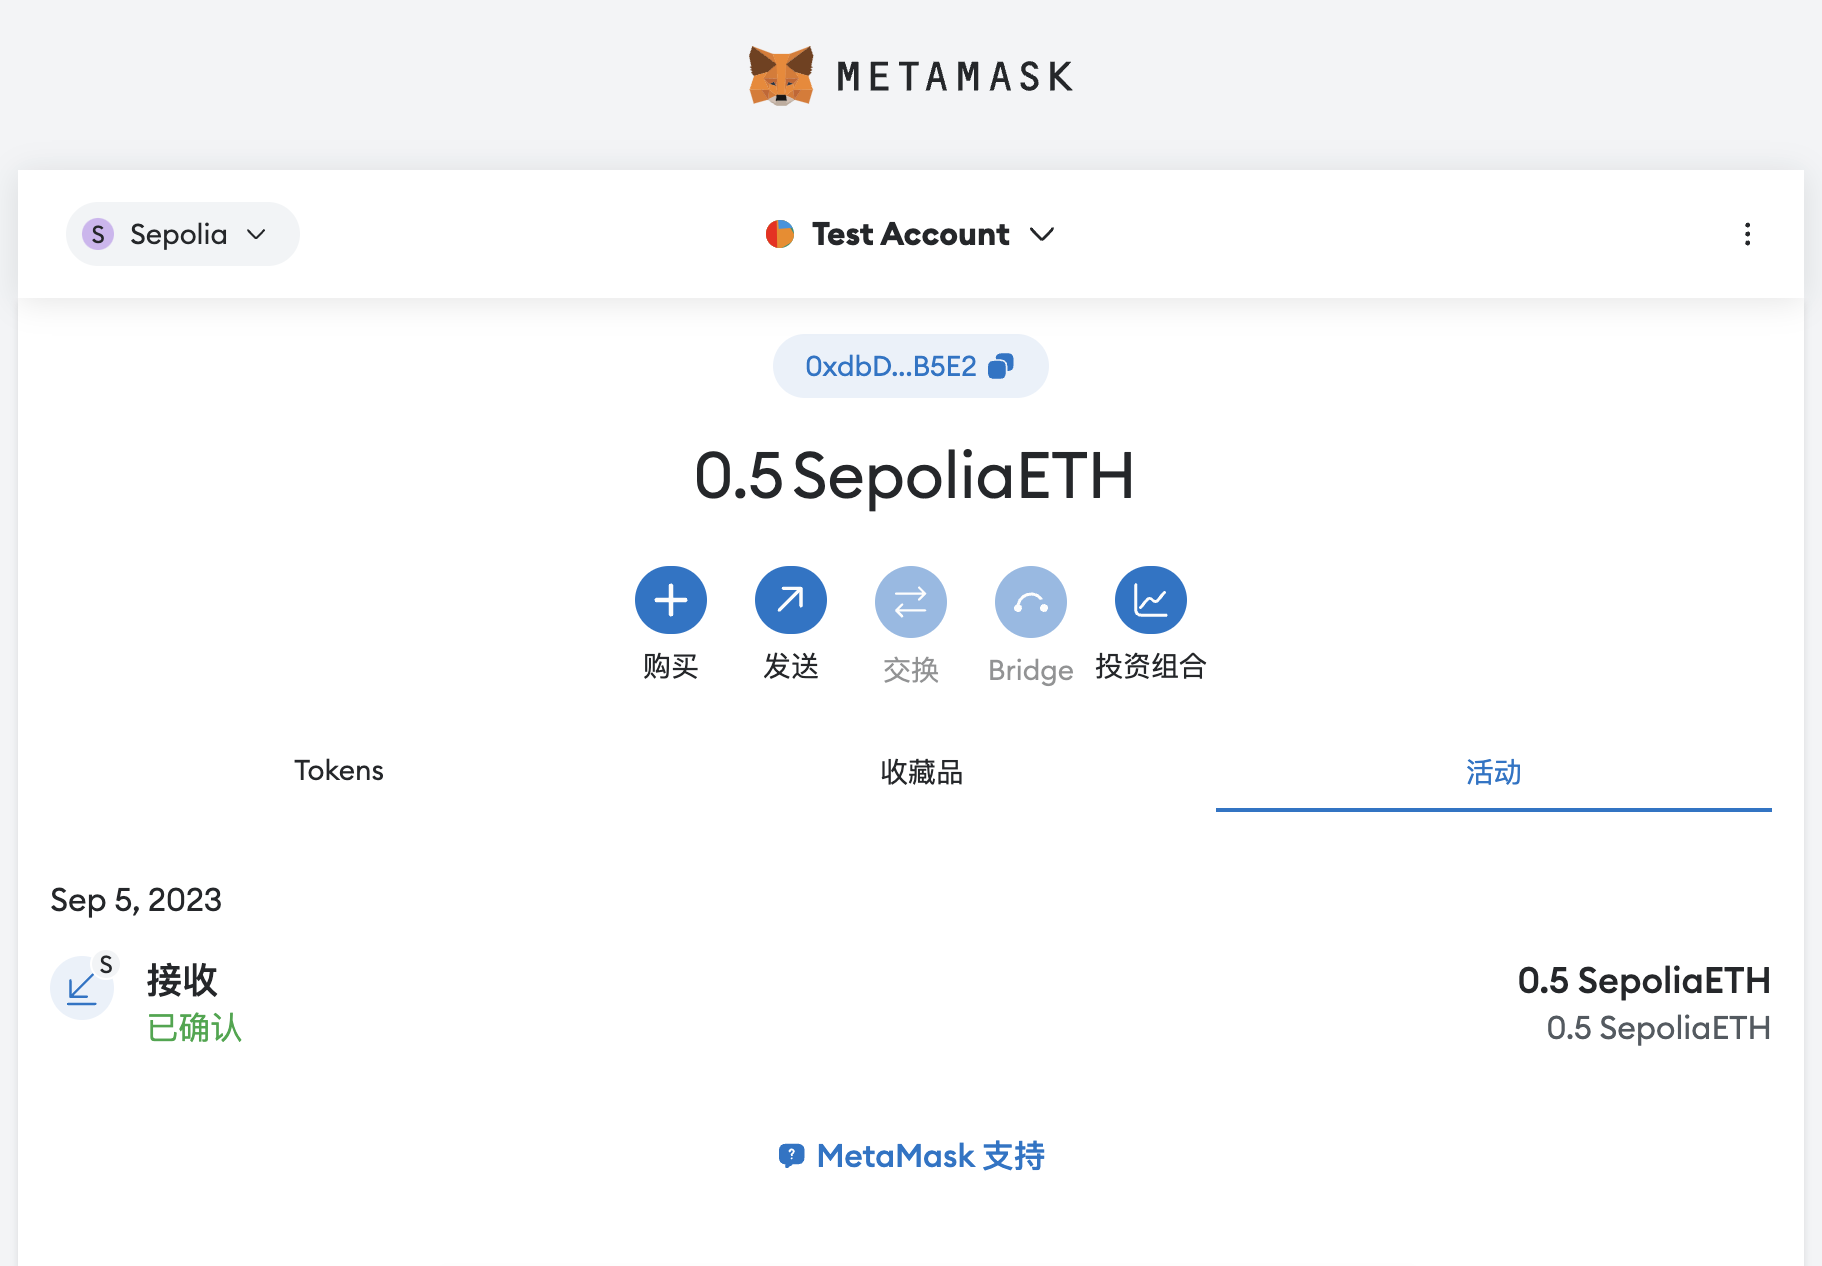 METAMASK
S Sepolia
Test Account
0xdbD...B5E2
0.5 SepoliaETH
购买 发送 交换 Bridge 投资组合
Tokens 收藏品 活动
Sep 5, 2023
S
接收 0.5 SepoliaETH
已确认 0.5 SepoliaETH
? MetaMask 支持